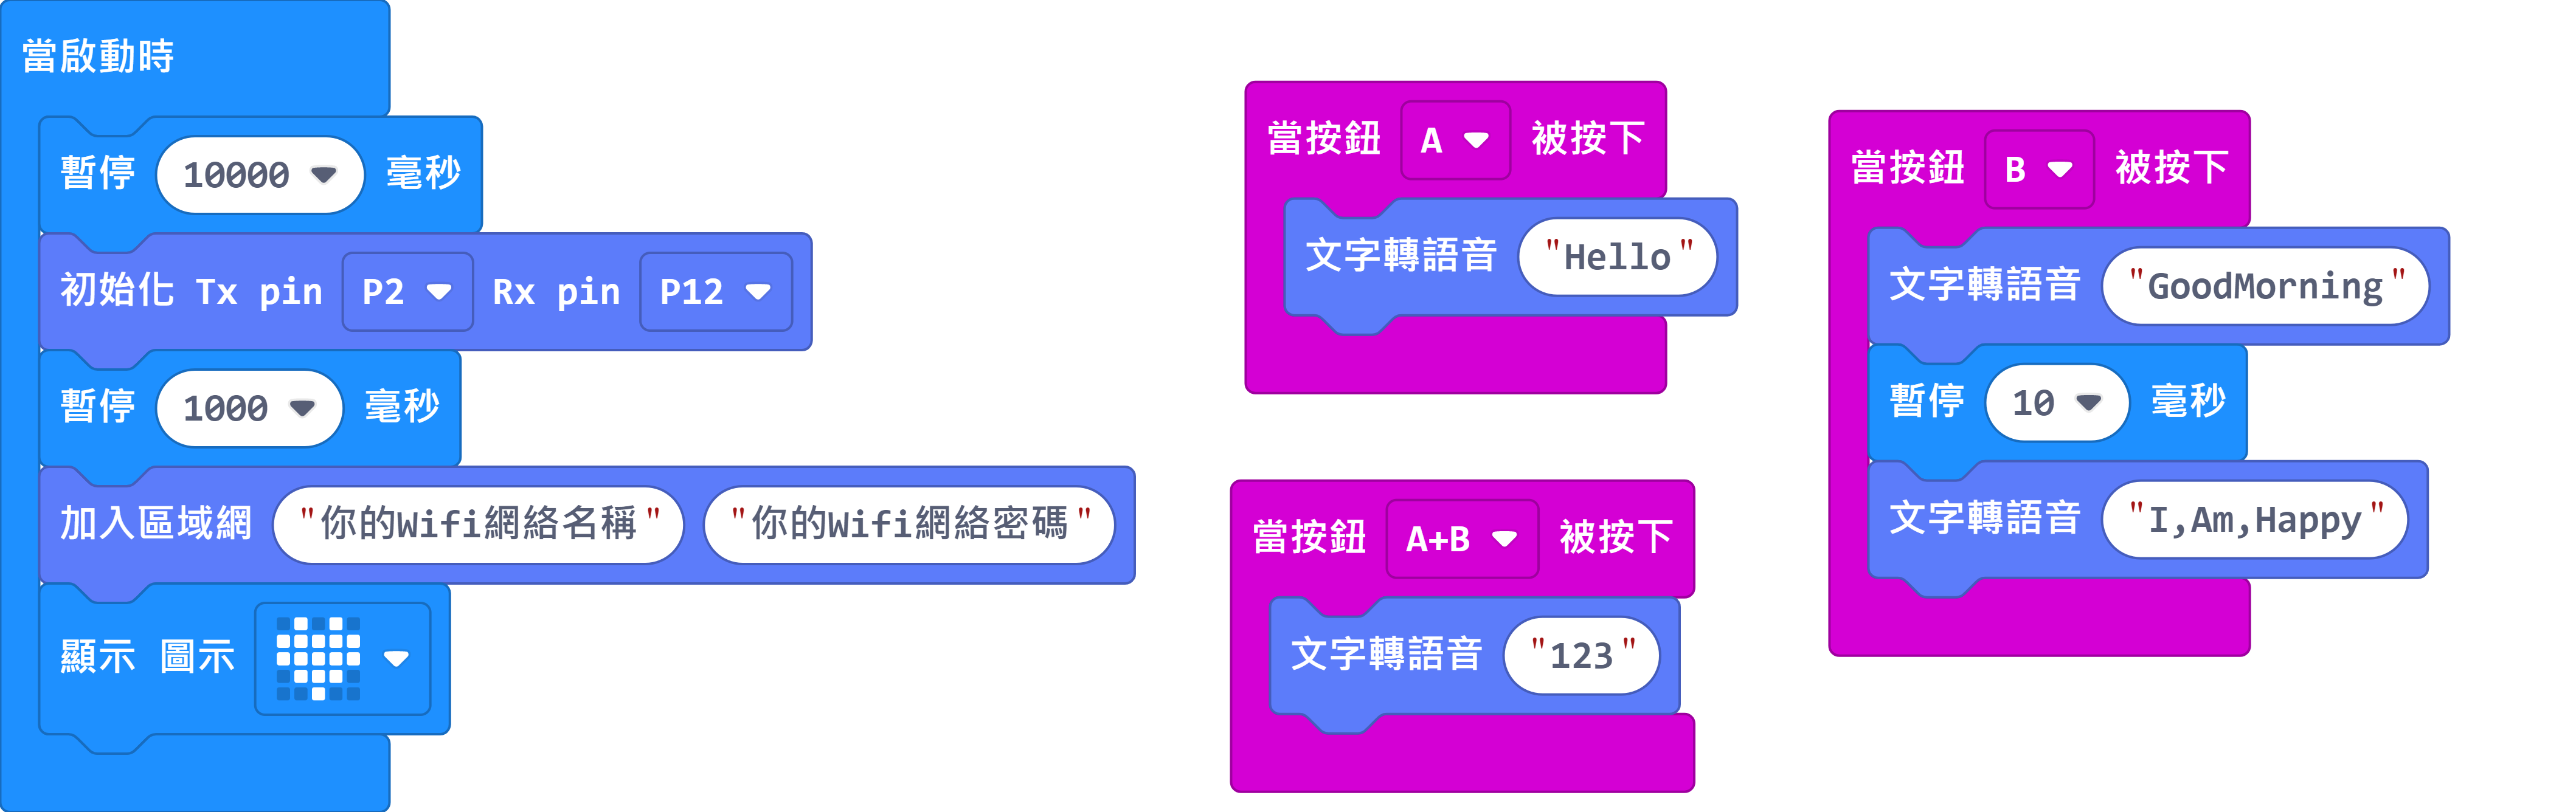 當啟動時
暫停 10000 毫秒
初始化 Tx pin P2 Rx pin P12
暫停 1000 毫秒
加入區域網 "你的Wifi網絡名稱" "你的Wifi網絡密碼"
顯示 圖示
當按鈕 A 被按下
文字轉語音 "Hello"
當按鈕 A+B 被按下
文字轉語音 "123"
當按鈕 B 被按下
文字轉語音 "GoodMorning"
暫停 10 毫秒
文字轉語音 "I,Am,Happy"